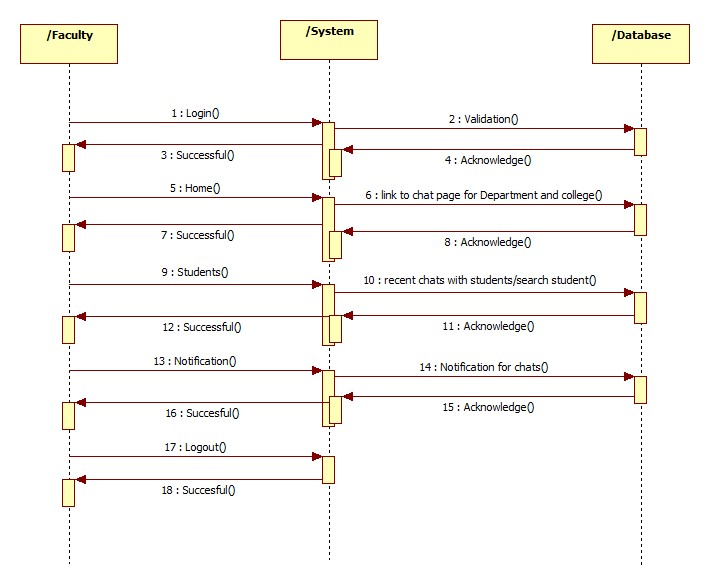 /Faculty
/System
/Database
1 : Login()
2 : Validation()
3 : Successful()
4 : Acknowledge()
5 : Home()
6 : link to chat page for Department and college()
7 : Successful()
8 : Acknowledge()
9 : Students()
10 : recent chats with students/search student()
12 : Successful()
11 : Acknowledge()
13 : Notification()
14 : Notification for chats()
16 : Succesful()
15 : Acknowledge()
17 : Logout()
18 : Succesful()